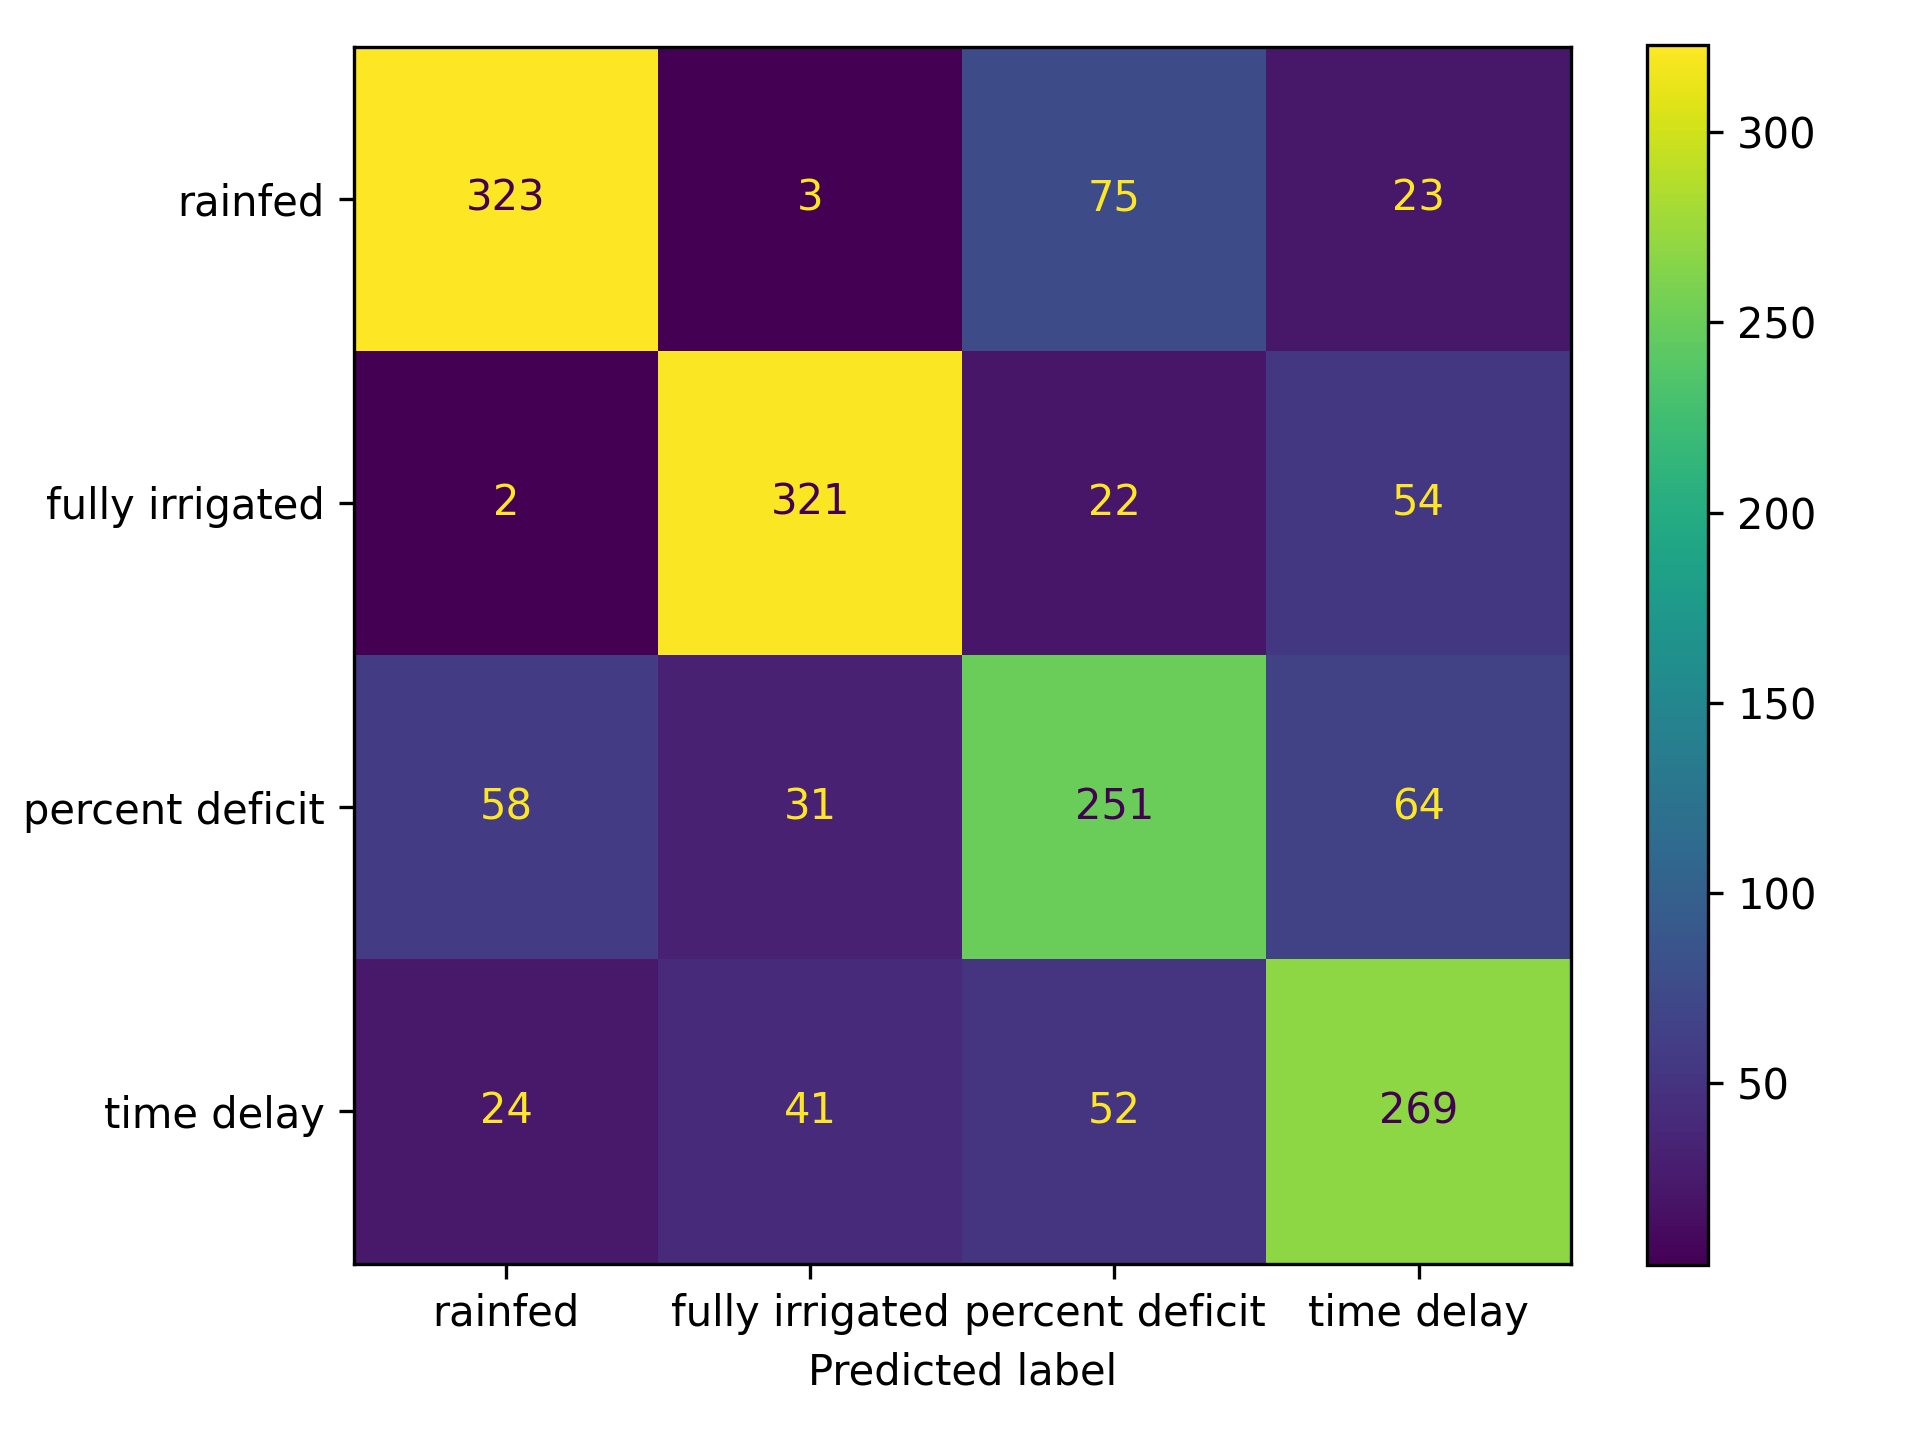 rainfed 323 3 75 23
fully irrigated 2 321 22 54
percent deficit 58 31 251 64
time delay 24 41 52 269
rainfed fully irrigated percent deficit time delay
Predicted label
300
250
200
150
100
50